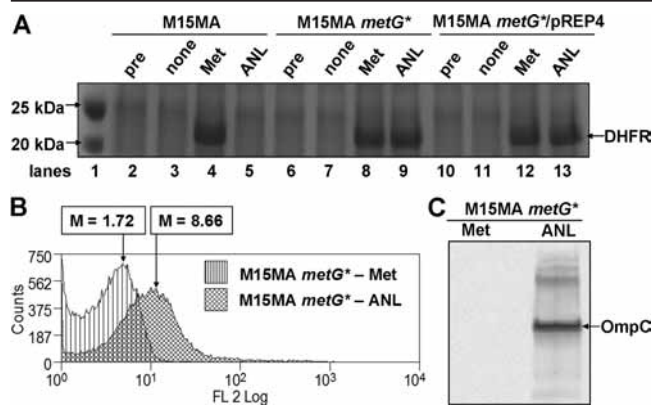 A
M15MA
M15MA metG*
M15MA metG*/pREP4
pre none Met ANL pre none Met ANL pre none Met ANL
25 kDa
20 kDa
DHFR
lanes 1 2 3 4 5 6 7 8 9 10 11 12 13
B
M = 1.72 M = 8.66
M15MA metG* – Met
M15MA metG* – ANL
Counts
750
562
375
187
0
10⁰ 10¹ 10² 10³ 10⁴
FL 2 Log
C
M15MA metG*
Met ANL
OmpC